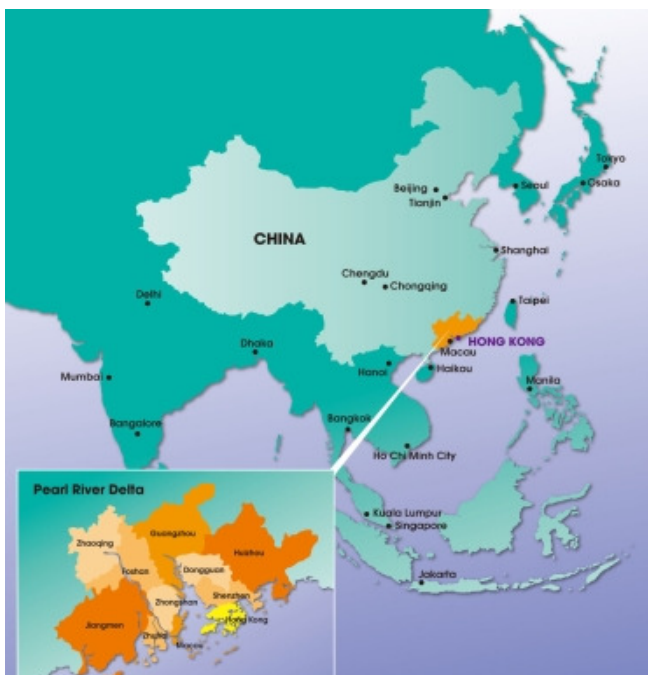 Tokyo
Seoul
Osaka
Beijing
Tianjin
CHINA
Shanghai
Chengdu
Chongqing
Delhi
Taipei
HONG KONG
Macau
Dhaka
Hanoi
Haikou
Mumbai
Manila
Bangalore
Bangkok
Ho Chi Minh City
Kuala Lumpur
Singapore
Jakarta
Pearl River Delta
Guangzhou
Zhaoqing
Huizhou
Foshan
Dongguan
Shenzhen
Zhongshan
Jiangmen
Hong Kong
Zhuhai
Macau